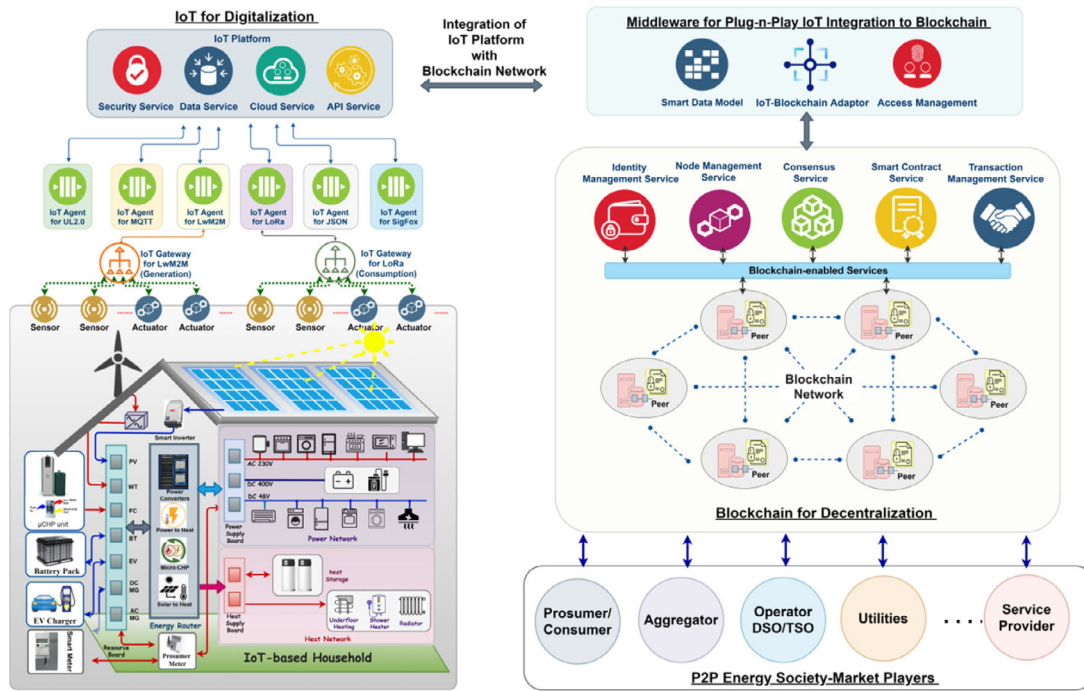 IoT for Digitalization
IoT Platform
Security Service
Data Service
Cloud Service
API Service
Integration of
IoT Platform
with
Blockchain Network
Middleware for Plug-n-Play IoT Integration to Blockchain
Smart Data Model
IoT-Blockchain Adaptor
Access Management
IoT Agent
for UL2.0
IoT Agent
for MQTT
IoT Agent
for LwM2M
IoT Agent
for LoRa
IoT Agent
for JSON
IoT Agent
for SigFox
IoT Gateway
for LwM2M
(Generation)
IoT Gateway
for LoRa
(Consumption)
Sensor
Sensor
Actuator
Actuator
Sensor
Sensor
Actuator
Actuator
Identity
Management Service
Node Management
Service
Consensus
Service
Smart Contract
Service
Transaction
Management Service
Blockchain-enabled Services
Peer
Peer
Peer
Blockchain
Network
Peer
Peer
Peer
Blockchain for Decentralization
Smart Inverter
PV
WT
FC
BT
EV
DC
MG
AC
MG
Resource
Board
Power
Converters
Power to Heat
Micro-CHP
Solar to Heat
Energy Router
μCHP unit
Battery Pack
EV Charger
Smart Meter
Prosumer
Meter
AC 230V
DC 400V
DC 48V
Power
Supply
Board
Power Network
Heat
Supply
Board
heat
Storage
Underfloor
Heating
Shower
Heater
Radiator
Heat Network
IoT-based Household
Prosumer/
Consumer
Aggregator
Operator
DSO/TSO
Utilities
Service
Provider
P2P Energy Society-Market Players